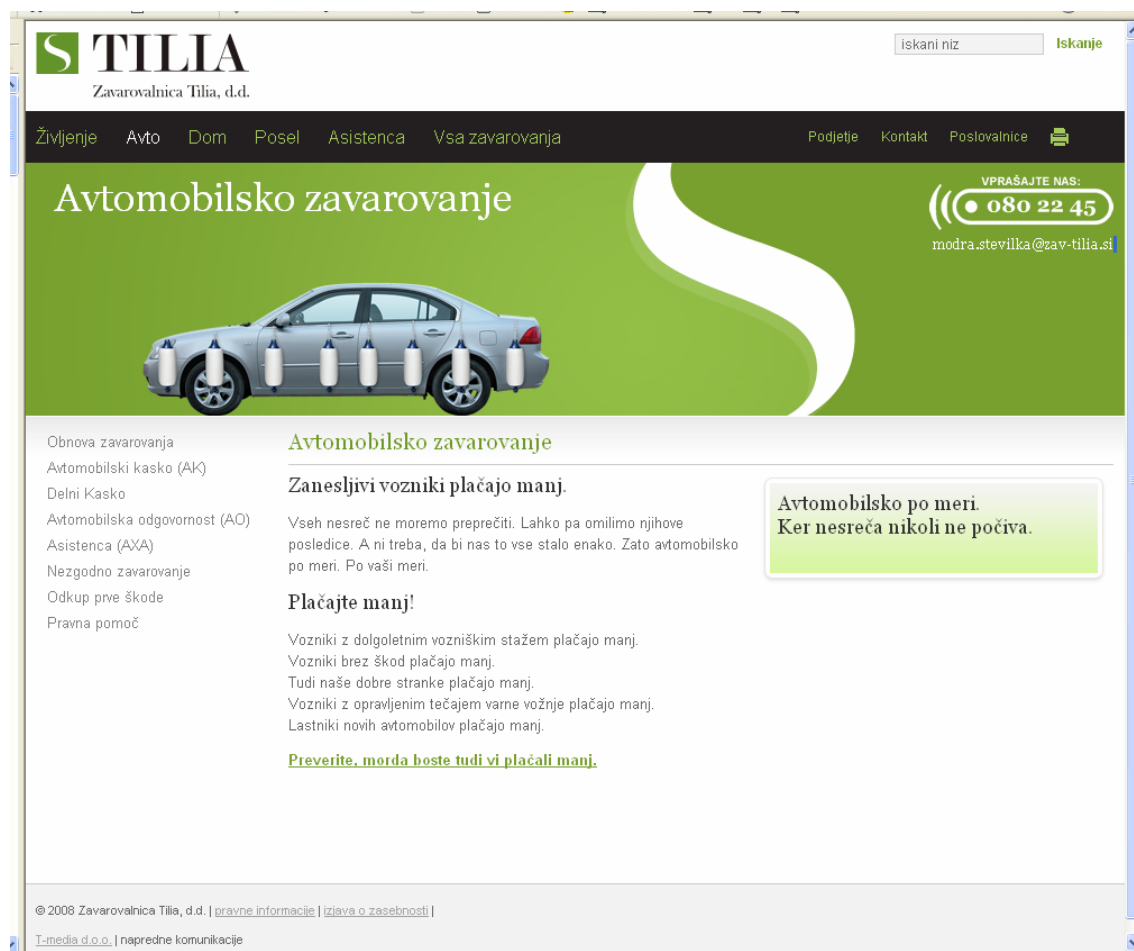 S TILIA
Zavarovalnica Tilia, d.d.
iskani niz
Iskanje
Življenje Avto Dom Posel Asistenca Vsa zavarovanja
Podjetje Kontakt Poslovalnice
Avtomobilsko zavarovanje
VPRAŠAJTE NAS:
080 22 45
modra.stevilka@zav-tilia.si
Obnova zavarovanja
Avtomobilski kasko (AK)
Delni Kasko
Avtomobilska odgovornost (AO)
Asistenca (AXA)
Nezgodno zavarovanje
Odkup prve škode
Pravna pomoč
Avtomobilsko zavarovanje
Zanesljivi vozniki plačajo manj.
Vseh nesreč ne moremo preprečiti. Lahko pa omilimo njihove
posledice. A ni treba, da bi nas to vse stalo enako. Zato avtomobilsko
po meri. Po vaši meri.
Plačajte manj!
Vozniki z dolgoletnim vozniškim stažem plačajo manj.
Vozniki brez škod plačajo manj.
Tudi naše dobre stranke plačajo manj.
Vozniki z opravljenim tečajem varne vožnje plačajo manj.
Lastniki novih avtomobilov plačajo manj.
Preverite, morda boste tudi vi plačali manj.
Avtomobilsko po meri.
Ker nesreča nikoli ne počiva.
© 2008 Zavarovalnica Tilia, d.d. | pravne informacije | izjava o zasebnosti |
T-media d.o.o. | napredne komunikacije